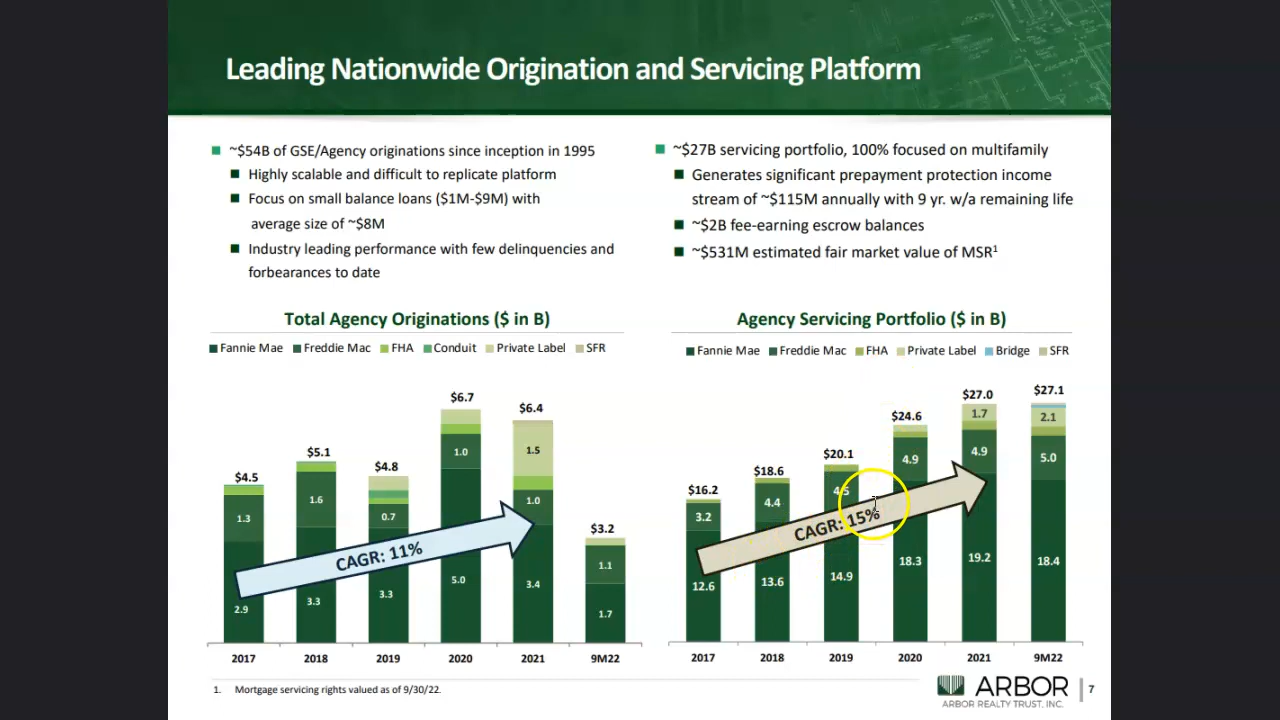 Leading Nationwide Origination and Servicing Platform
~$54B of GSE/Agency originations since inception in 1995
Highly scalable and difficult to replicate platform
Focus on small balance loans ($1M-$9M) with
average size of ~$8M
Industry leading performance with few delinquencies and
forbearances to date
~$27B servicing portfolio, 100% focused on multifamily
Generates significant prepayment protection income
stream of ~$115M annually with 9 yr. w/a remaining life
~$2B fee-earning escrow balances
~$531M estimated fair market value of MSR¹
Total Agency Originations ($ in B)
Fannie Mae Freddie Mac FHA Conduit Private Label SFR
$4.5 $5.1 $4.8 $6.7 $6.4 $3.2
1.3 1.6 0.7 1.0 1.0 1.5 1.1
CAGR: 11%
2.9 3.3 3.3 5.0 3.4 1.7
2017 2018 2019 2020 2021 9M22
Agency Servicing Portfolio ($ in B)
Fannie Mae Freddie Mac FHA Private Label Bridge SFR
$16.2 $18.6 $20.1 $24.6 $27.0 $27.1
1.7 2.1
3.2 4.4 4.5 4.9 4.9 5.0
CAGR: 15%
12.6 13.6 14.9 18.3 19.2 18.4
2017 2018 2019 2020 2021 9M22
1. Mortgage servicing rights valued as of 9/30/22.
ARBOR
ARBOR REALTY TRUST, INC.
7